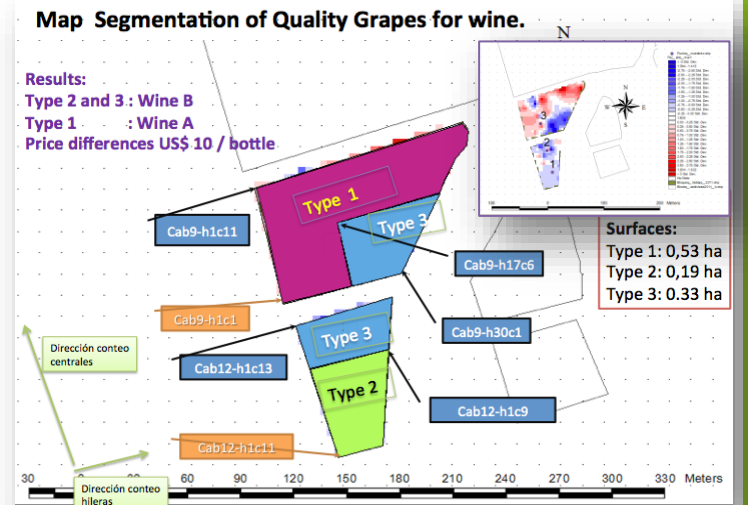 Map Segmentation of Quality Grapes for wine.
N
Results:
Type 2 and 3 : Wine B
Type 1 : Wine A
Price differences US$ 10 / bottle
3
2
1
N
W E
S
Meters
Type 1
Type 3
Cab9-h1c11
Cab9-h17c6
Surfaces:
Type 1: 0,53 ha
Type 2: 0,19 ha
Type 3: 0.33 ha
Cab9-h1c1
Cab9-h30c1
Type 3
Dirección conteo
centrales
Cab12-h1c13
Type 2
Cab12-h1c9
Cab12-h1c11
30 60 90 120 150 180 210 240 270 300 330 Meters
Dirección conteo
hileras